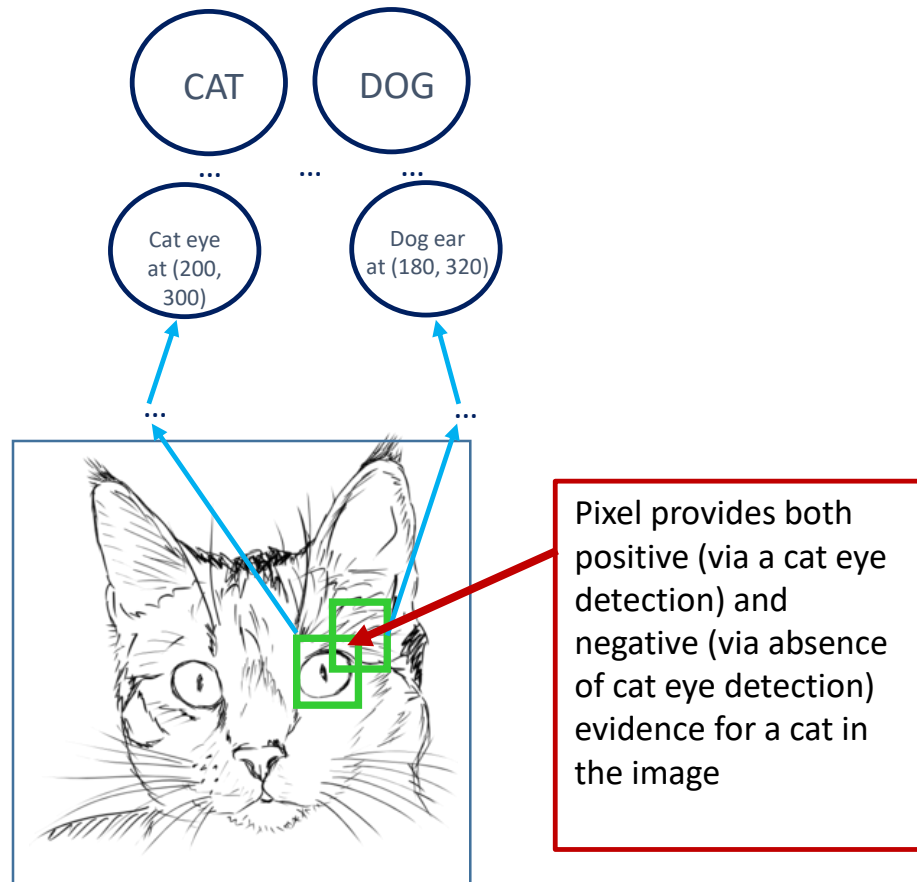 CAT
DOG
... ... ...
Cat eye
at (200,
300)
Dog ear
at (180, 320)
...
...
Pixel provides both
positive (via a cat eye
detection) and
negative (via absence
of cat eye detection)
evidence for a cat in
the image